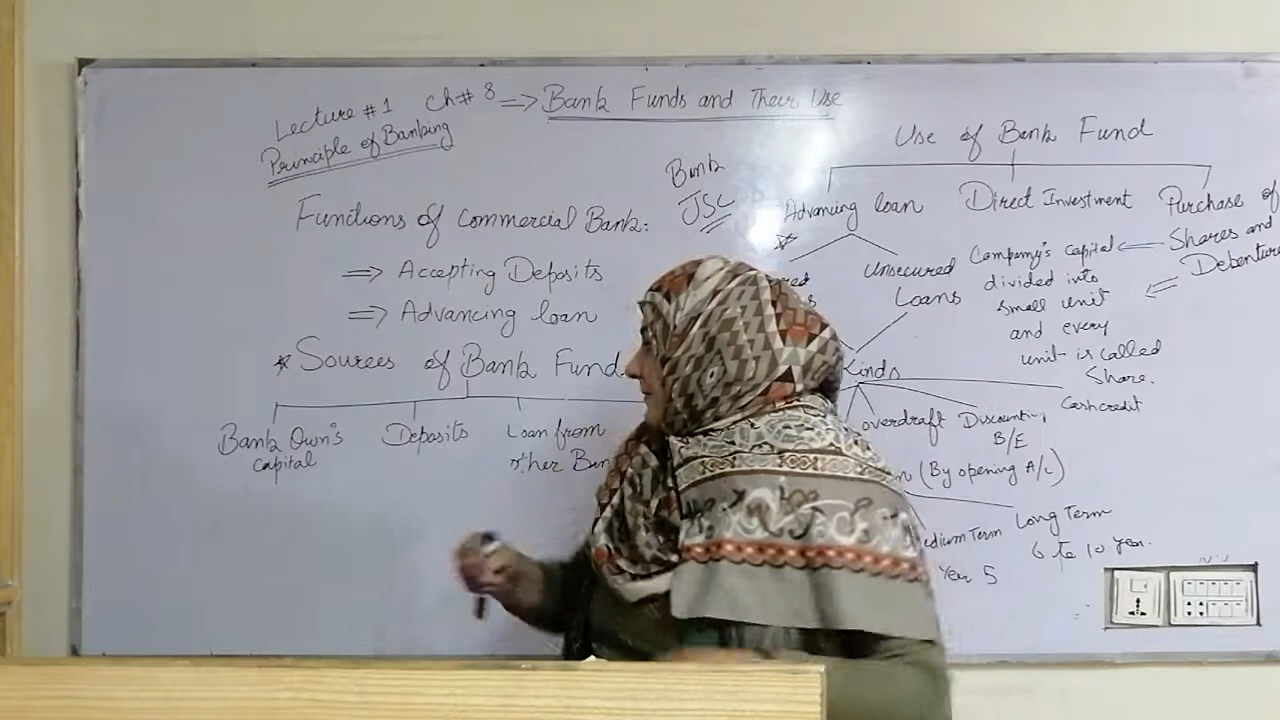 Lecture #1 Ch# 8 => Bank Funds and Their Use
Principle of Banking
Functions of Commercial Bank:
=> Accepting Deposits
=> Advancing loan
* Sources of Bank Fund
Bank Own's
capital
Deposits
Loan from
Bank
JSC
Use of Bank Fund
Advancing loan
Direct Investment
Purchase of
Shares and
Debenture
Unsecured
Loans
Company's capital
divided into
small unit
and every
unit is called
Share.
Kinds
overdraft
Discounting
B/E
Cash credit
(By opening A/c)
Term
Long Term
Year 5
6 to 10 Year.